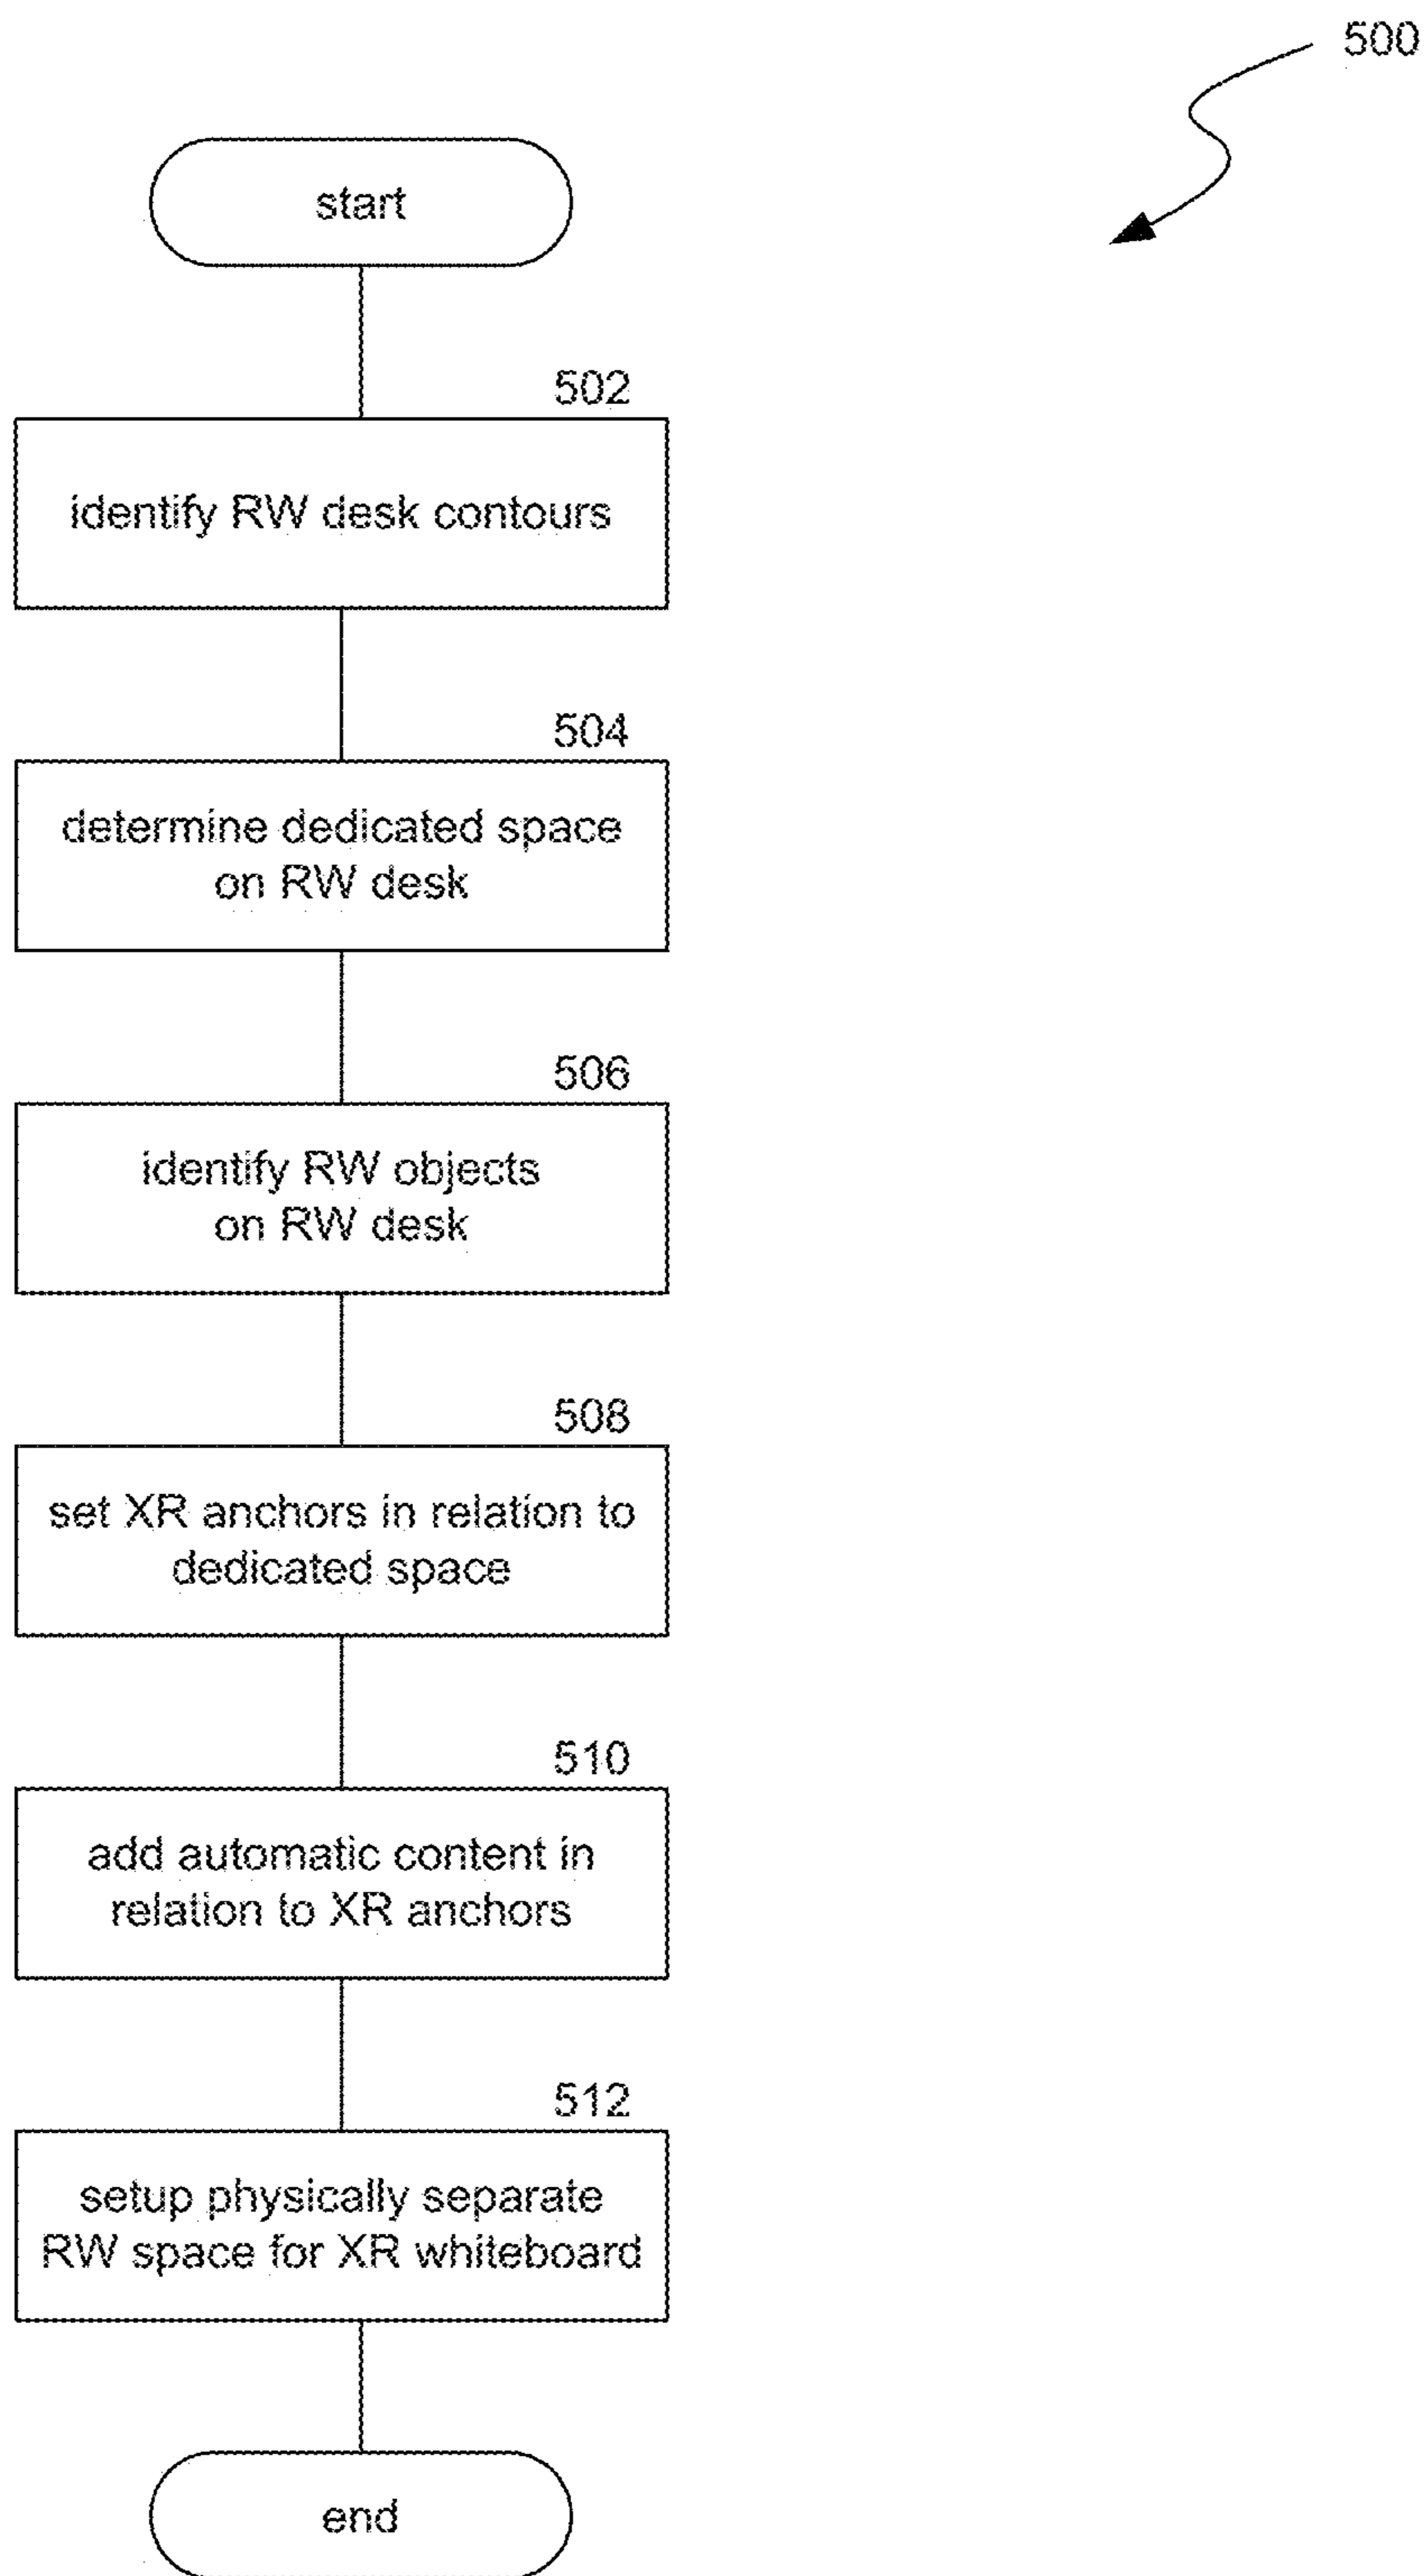 500
start
502
identify RW desk contours
504
determine dedicated space
on RW desk
506
identify RW objects
on RW desk
508
set XR anchors in relation to
dedicated space
510
add automatic content in
relation to XR anchors
512
setup physically separate
RW space for XR whiteboard
end